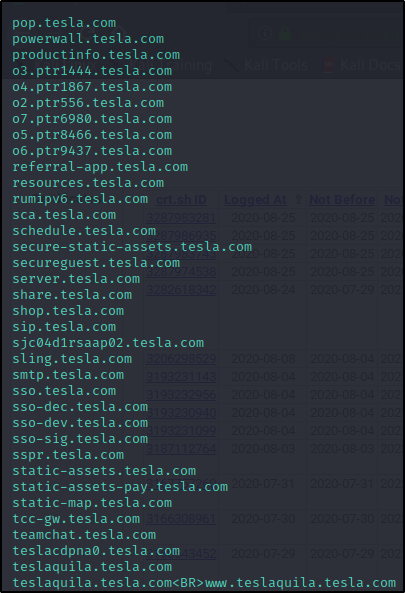 pop.tesla.com
powerwall.tesla.com
productinfo.tesla.com
o3.ptr1444.tesla.com
o4.ptr1867.tesla.com
o2.ptr556.tesla.com
o7.ptr6980.tesla.com
o5.ptr8466.tesla.com
o6.ptr9437.tesla.com
referral-app.tesla.com
resources.tesla.com
rumipv6.tesla.com
sca.tesla.com
schedule.tesla.com
secure-static-assets.tesla.com
secureguest.tesla.com
server.tesla.com
share.tesla.com
shop.tesla.com
sip.tesla.com
sjc04d1rsaap02.tesla.com
sling.tesla.com
smtp.tesla.com
sso.tesla.com
sso-dec.tesla.com
sso-dev.tesla.com
sso-sig.tesla.com
sspr.tesla.com
static-assets.tesla.com
static-assets-pay.tesla.com
static-map.tesla.com
tcc-gw.tesla.com
teamchat.tesla.com
teslacdpna0.tesla.com
teslaquila.tesla.com
teslaquila.tesla.com<BR>www.teslaquila.tesla.com
Kali Tools
Kali Docs
crt.sh ID Logged At ⇧ Not Before
3287983281 2020-08-25 2020-08-25
2020-08-25 2020-08-25
2020-08-25 2020-08-25
2020-08-25 2020-08-25
3282618342 2020-08-24 2020-07-29
3206296579 2020-08-08 2020-08-04
3193231143 2020-08-04 2020-08-04
3193232956 2020-08-04 2020-08-04
3193230940 2020-08-04 2020-08-04
3193231093 2020-08-04 2020-08-04
3187112764 2020-08-03 2020-08-03
2020-07-31 2020-07-31
3166308961 2020-07-30 2020-07-30
2020-07-29 2020-07-29